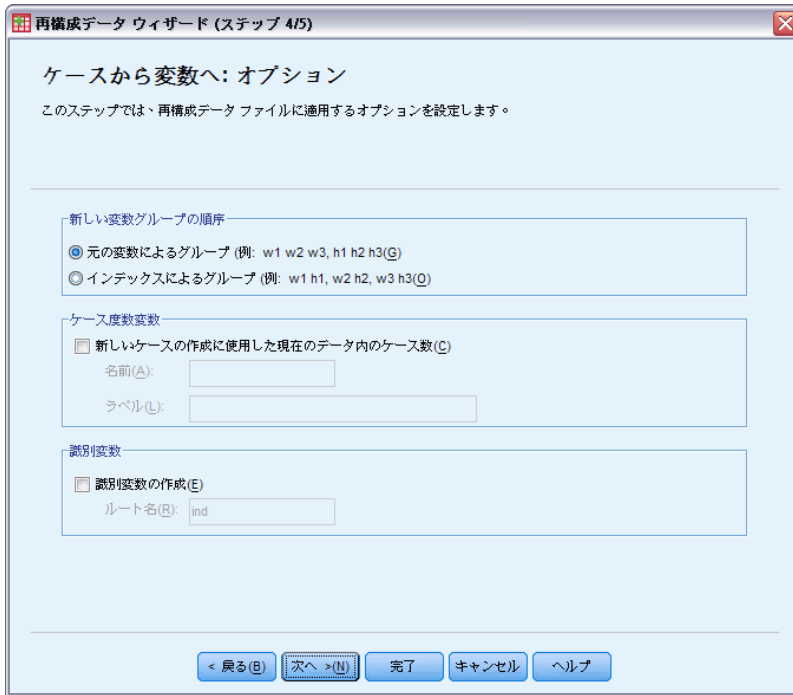 再構成データ ウィザード (ステップ 4/5)
ケースから変数へ: オプション
このステップでは、再構成データ ファイルに適用するオプションを設定します。
新しい変数グループの順序
元の変数によるグループ (例: w1 w2 w3, h1 h2 h3(G)
インデックスによるグループ (例: w1 h1, w2 h2, w3 h3(O)
ケース度数変数
新しいケースの作成に使用した現在のデータ内のケース数(C)
名前(A):
ラベル(L):
識別変数
識別変数の作成(E)
ルート名(R): ind
< 戻る(B) 次へ >(N) 完了 キャンセル ヘルプ